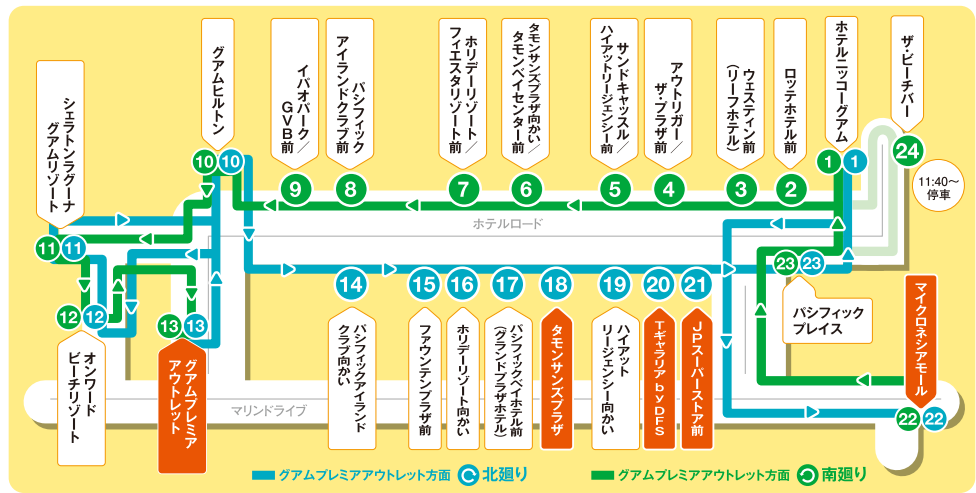 シェラトンラグーナ
グアムリゾート
グアムヒルトン
イパオパーク／
GVB前
パシフィック
アイランドクラブ前
ホリデーリゾート／
フィエスタリゾート前
タモンサンズプラザ向かい／
タモンベイセンター前
サンドキャッスル／
ハイアットリージェンシー前
アウトリガー／
ザ・プラザ前
ウェスティン前
（リーフホテル）
ロッテホテル前
ホテルニッコーグアム
ザ・ビーチバー
10
10
9
8
7
6
5
4
3
2
1
1
24
11:40～
停車
ホテルロード
11
11
12
12
13
13
14
15
16
17
18
19
20
21
23
23
22
22
オンワード
ビーチリゾート
グアムプレミア
アウトレット
パシフィックアイランド
クラブ向かい
ファウンテンプラザ前
ホリデーリゾート向かい
パシフィックベイホテル前
（グランドプラザホテル）
タモンサンズプラザ
ハイアット
リージェンシー向かい
Tギャラリア by DFS
JPスーパーストア前
パシフィック
プレイス
マイクロネシアモール
マリンドライブ
グアムプレミアアウトレット方面 北廻り
グアムプレミアアウトレット方面 南廻り